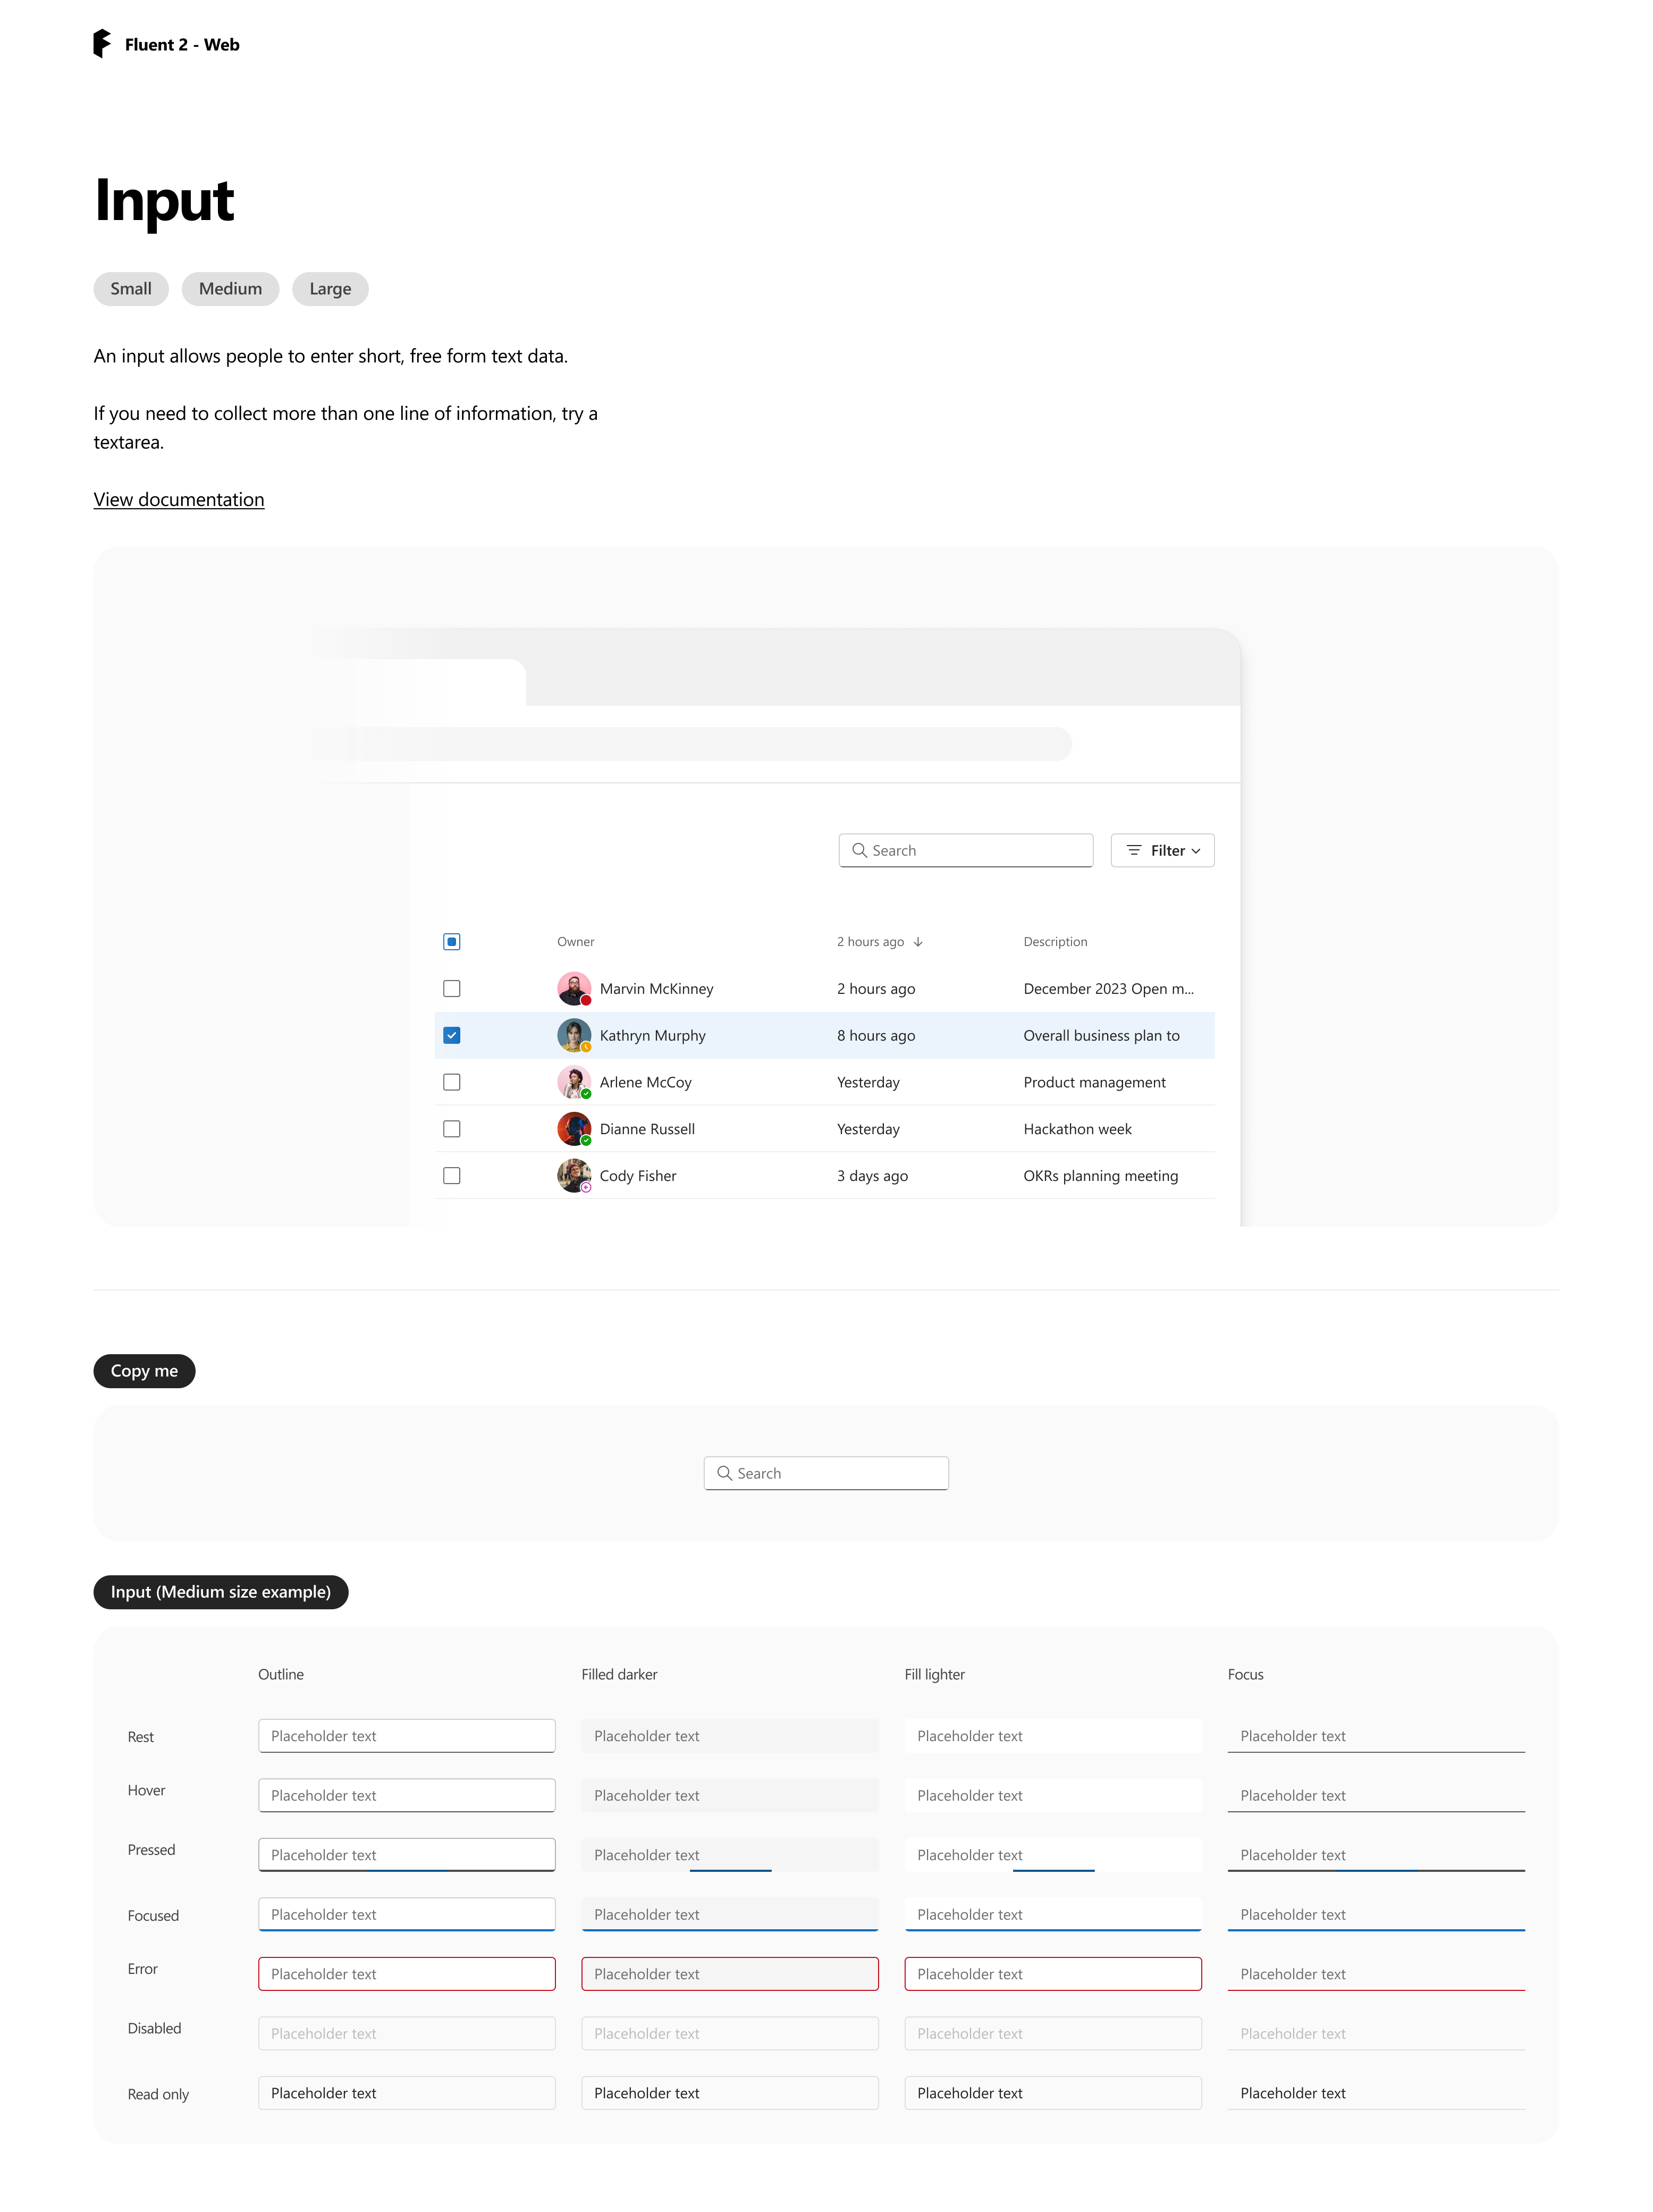 Fluent 2 - Web
Input
Small Medium Large
An input allows people to enter short, free form text data.
If you need to collect more than one line of information, try a
textarea.
View documentation
Search Filter
Owner 2 hours ago Description
Marvin McKinney 2 hours ago December 2023 Open m...
Kathryn Murphy 8 hours ago Overall business plan to
Arlene McCoy Yesterday Product management
Dianne Russell Yesterday Hackathon week
Cody Fisher 3 days ago OKRs planning meeting
Copy me
Search
Input (Medium size example)
Outline Filled darker Fill lighter Focus
Rest Placeholder text Placeholder text Placeholder text Placeholder text
Hover Placeholder text Placeholder text Placeholder text Placeholder text
Pressed Placeholder text Placeholder text Placeholder text Placeholder text
Focused Placeholder text Placeholder text Placeholder text Placeholder text
Error Placeholder text Placeholder text Placeholder text Placeholder text
Disabled Placeholder text Placeholder text Placeholder text Placeholder text
Read only Placeholder text Placeholder text Placeholder text Placeholder text